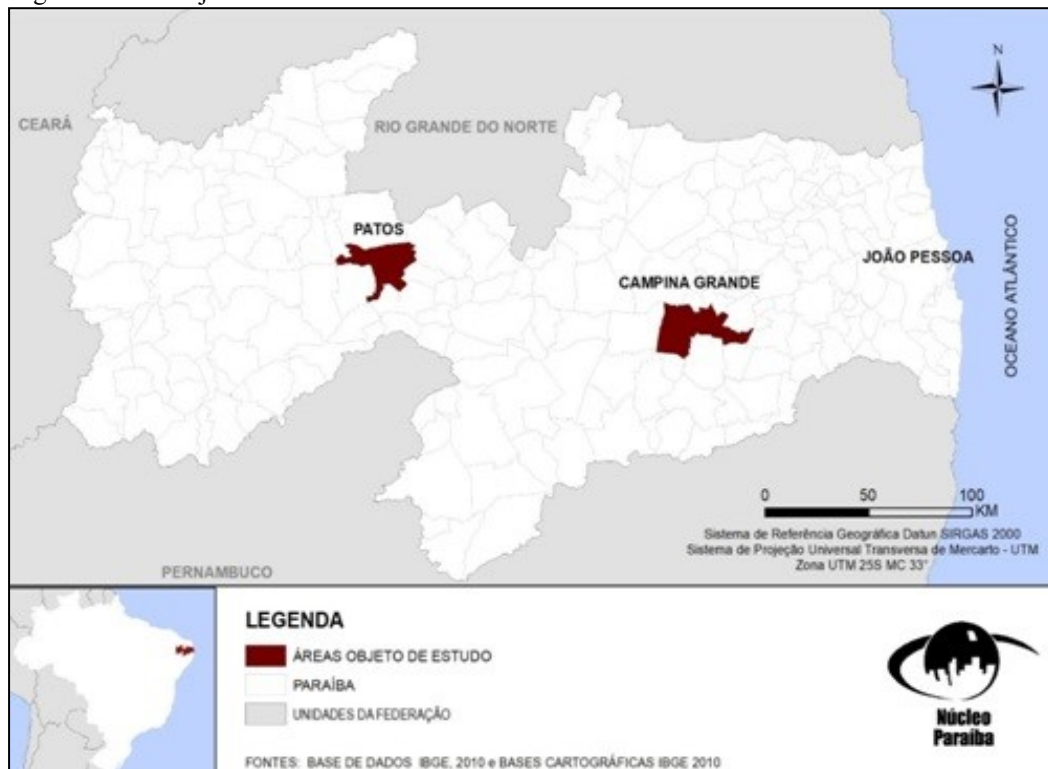 CEARÁ
RIO GRANDE DO NORTE
N
PATOS
CAMPINA GRANDE
JOÃO PESSOA
OCEANO ATLÂNTICO
0 50 100
KM
Sistema de Referência Geográfica Datun SIRGAS 2000
Sistema de Projeção Universal Transversa de Mercarto - UTM
Zona UTM 25S MC 33°
PERNAMBUCO
LEGENDA
ÁREAS OBJETO DE ESTUDO
PARAÍBA
UNIDADES DA FEDERAÇÃO
Núcleo
Paraíba
FONTES: BASE DE DADOS IBGE, 2010 e BASES CARTOGRÁFICAS IBGE 2010